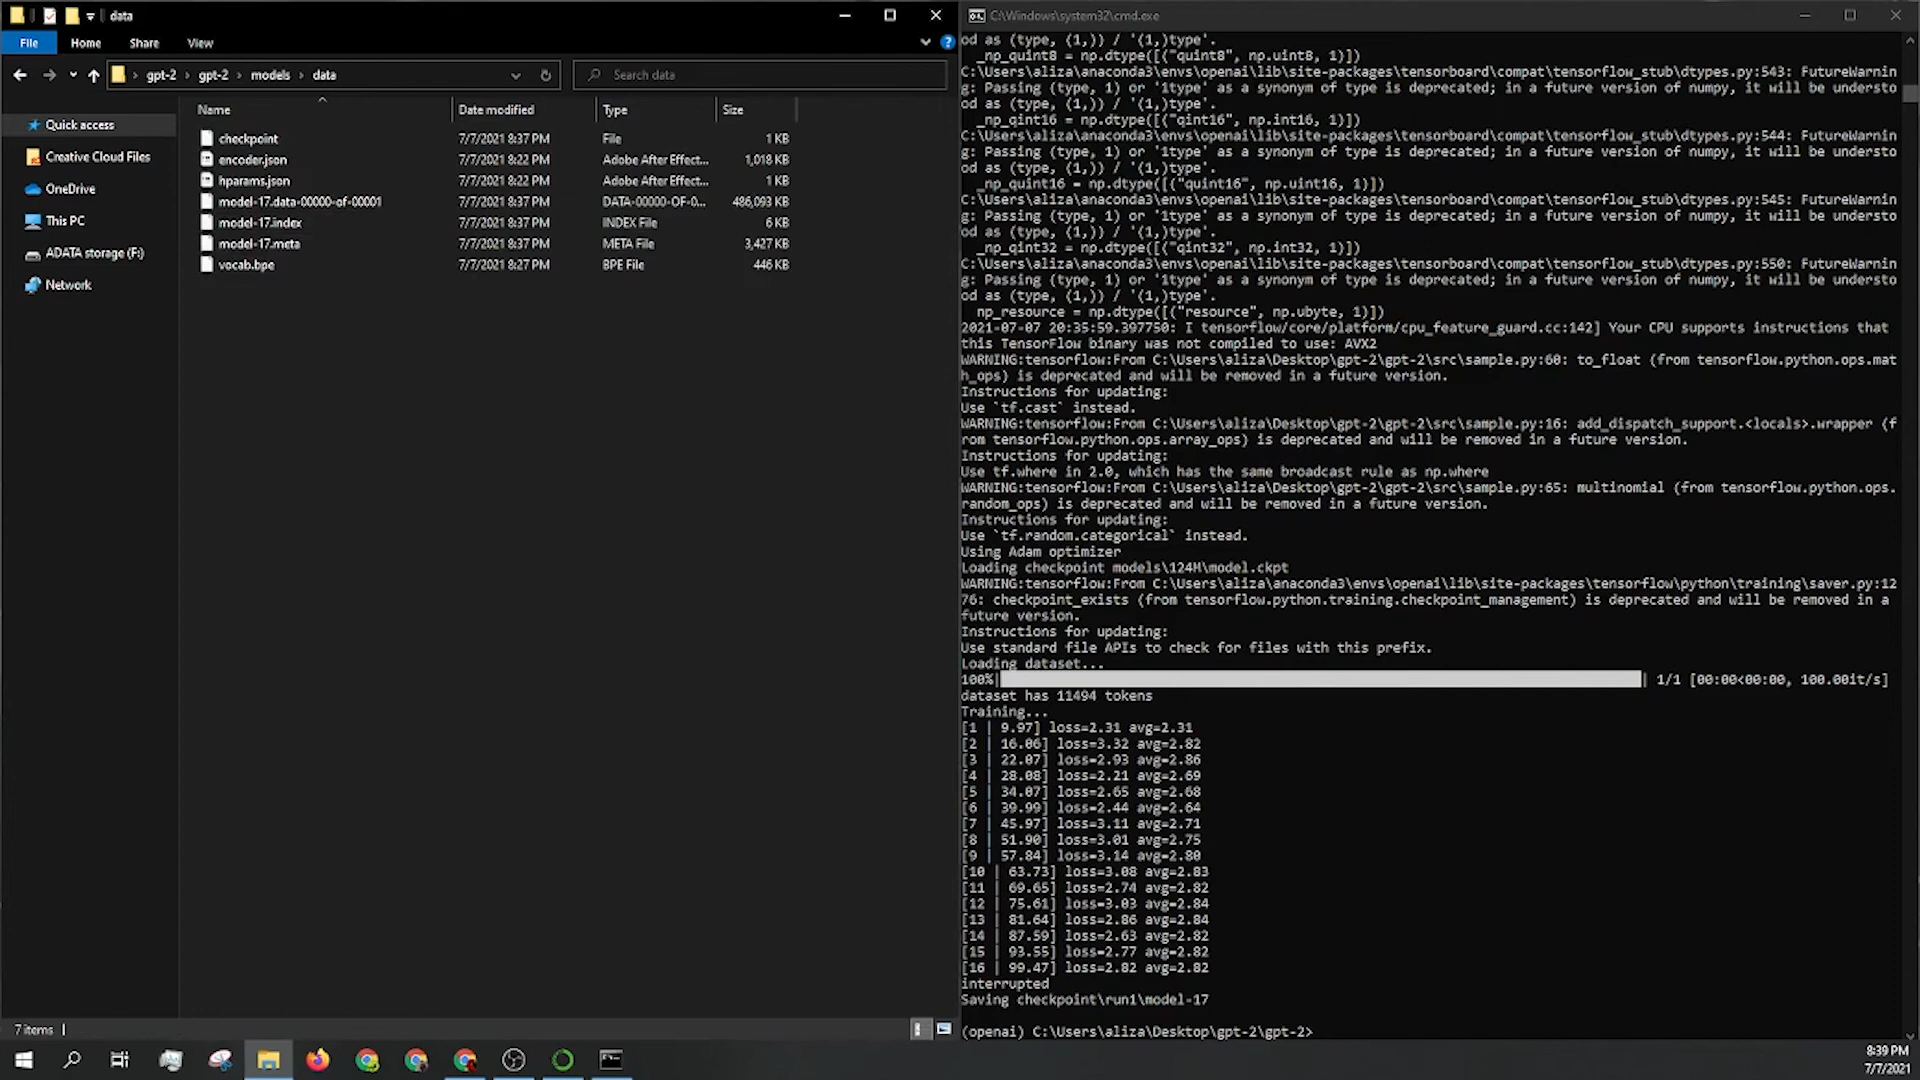 data
File Home Share View
gpt-2 › gpt-2 › models › data
Search data
Name Date modified Type Size
Quick access
Creative Cloud Files
OneDrive
This PC
ADATA storage (F:)
Network
checkpoint 7/7/2021 8:37 PM File 1 KB
encoder.json 7/7/2021 8:22 PM Adobe After Effect... 1,018 KB
hparams.json 7/7/2021 8:22 PM Adobe After Effect... 1 KB
model-17.data-00000-of-00001 7/7/2021 8:37 PM DATA-00000-OF-0... 486,093 KB
model-17.index 7/7/2021 8:37 PM INDEX File 6 KB
model-17.meta 7/7/2021 8:37 PM META File 3,427 KB
vocab.bpe 7/7/2021 8:27 PM BPE File 446 KB
7 items
C:\Windows\system32\cmd.exe
od as (type, (1,)) / '(1,)type'.
_np_quint8 = np.dtype([("quint8", np.uint8, 1)])
C:\Users\aliza\anaconda3\envs\openai\lib\site-packages\tensorboard\compat\tensorflow_stub\dtypes.py:543: FutureWarnin
g: Passing (type, 1) or '1type' as a synonym of type is deprecated; in a future version of numpy, it will be understo
od as (type, (1,)) / '(1,)type'.
_np_qint16 = np.dtype([("qint16", np.int16, 1)])
C:\Users\aliza\anaconda3\envs\openai\lib\site-packages\tensorboard\compat\tensorflow_stub\dtypes.py:544: FutureWarnin
g: Passing (type, 1) or '1type' as a synonym of type is deprecated; in a future version of numpy, it will be understo
od as (type, (1,)) / '(1,)type'.
_np_quint16 = np.dtype([("quint16", np.uint16, 1)])
C:\Users\aliza\anaconda3\envs\openai\lib\site-packages\tensorboard\compat\tensorflow_stub\dtypes.py:545: FutureWarnin
g: Passing (type, 1) or '1type' as a synonym of type is deprecated; in a future version of numpy, it will be understo
od as (type, (1,)) / '(1,)type'.
_np_qint32 = np.dtype([("qint32", np.int32, 1)])
C:\Users\aliza\anaconda3\envs\openai\lib\site-packages\tensorboard\compat\tensorflow_stub\dtypes.py:550: FutureWarnin
g: Passing (type, 1) or '1type' as a synonym of type is deprecated; in a future version of numpy, it will be understo
od as (type, (1,)) / '(1,)type'.
np_resource = np.dtype([("resource", np.ubyte, 1)])
2021-07-07 20:35:59.397750: I tensorflow/core/platform/cpu_feature_guard.cc:142] Your CPU supports instructions that
this TensorFlow binary was not compiled to use: AVX2
WARNING:tensorflow:From C:\Users\aliza\Desktop\gpt-2\gpt-2\src\sample.py:60: to_float (from tensorflow.python.ops.mat
h_ops) is deprecated and will be removed in a future version.
Instructions for updating:
Use `tf.cast` instead.
WARNING:tensorflow:From C:\Users\aliza\Desktop\gpt-2\gpt-2\src\sample.py:16: add_dispatch_support.<locals>.wrapper (f
rom tensorflow.python.ops.array_ops) is deprecated and will be removed in a future version.
Instructions for updating:
Use tf.where in 2.0, which has the same broadcast rule as np.where
WARNING:tensorflow:From C:\Users\aliza\Desktop\gpt-2\gpt-2\src\sample.py:65: multinomial (from tensorflow.python.ops.
random_ops) is deprecated and will be removed in a future version.
Instructions for updating:
Use `tf.random.categorical` instead.
Using Adam optimizer
Loading checkpoint models\124M\model.ckpt
WARNING:tensorflow:From C:\Users\aliza\anaconda3\envs\openai\lib\site-packages\tensorflow\python\training\saver.py:12
76: checkpoint_exists (from tensorflow.python.training.checkpoint_management) is deprecated and will be removed in a
future version.
Instructions for updating:
Use standard file APIs to check for files with this prefix.
Loading dataset...
100%| | 1/1 [00:00<00:00, 100.00it/s]
dataset has 11494 tokens
Training...
[1 | 9.97] loss=2.31 avg=2.31
[2 | 16.06] loss=3.32 avg=2.82
[3 | 22.07] loss=2.93 avg=2.86
[4 | 28.08] loss=2.21 avg=2.69
[5 | 34.07] loss=2.65 avg=2.68
[6 | 39.99] loss=2.44 avg=2.64
[7 | 45.97] loss=3.11 avg=2.71
[8 | 51.90] loss=3.01 avg=2.75
[9 | 57.84] loss=3.14 avg=2.80
[10 | 63.73] loss=3.08 avg=2.83
[11 | 69.65] loss=2.74 avg=2.82
[12 | 75.61] loss=3.03 avg=2.84
[13 | 81.64] loss=2.86 avg=2.84
[14 | 87.59] loss=2.63 avg=2.82
[15 | 93.55] loss=2.77 avg=2.82
[16 | 99.47] loss=2.82 avg=2.82
interrupted
Saving checkpoint\run1\model-17
(openai) C:\Users\aliza\Desktop\gpt-2\gpt-2>
8:39 PM
7/7/2021